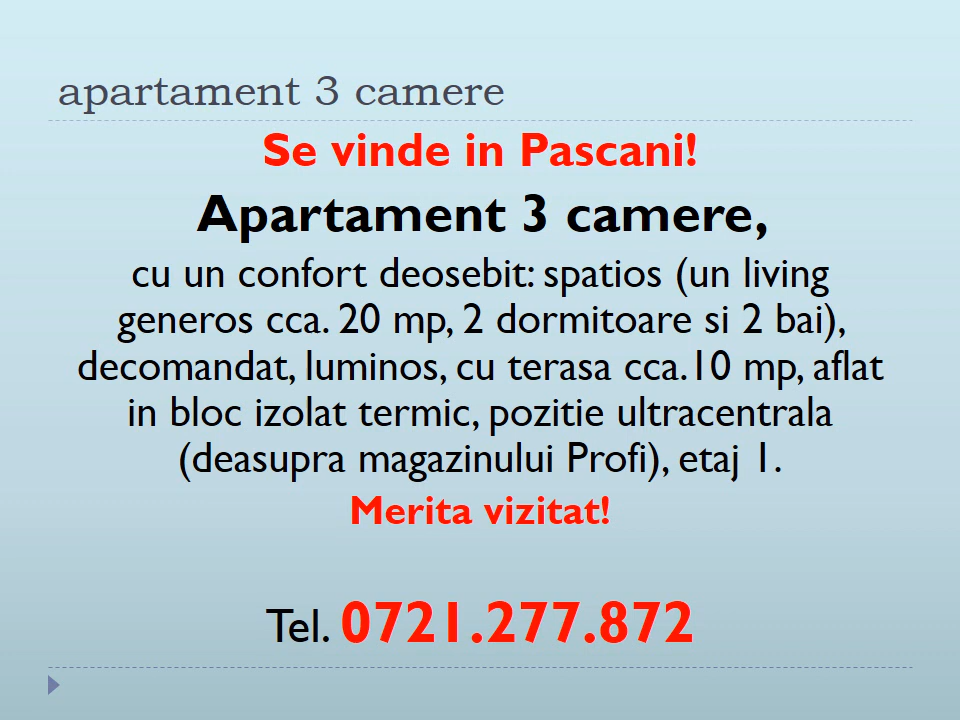 apartament 3 camere
Se vinde in Pascani!
Apartament 3 camere,
cu un confort deosebit: spatios (un living
generos cca. 20 mp, 2 dormitoare si 2 bai),
decomandat, luminos, cu terasa cca.10 mp, aflat
in bloc izolat termic, pozitie ultracentrala
(deasupra magazinului Profi), etaj 1.
Merita vizitat!
Tel. 0721.277.872